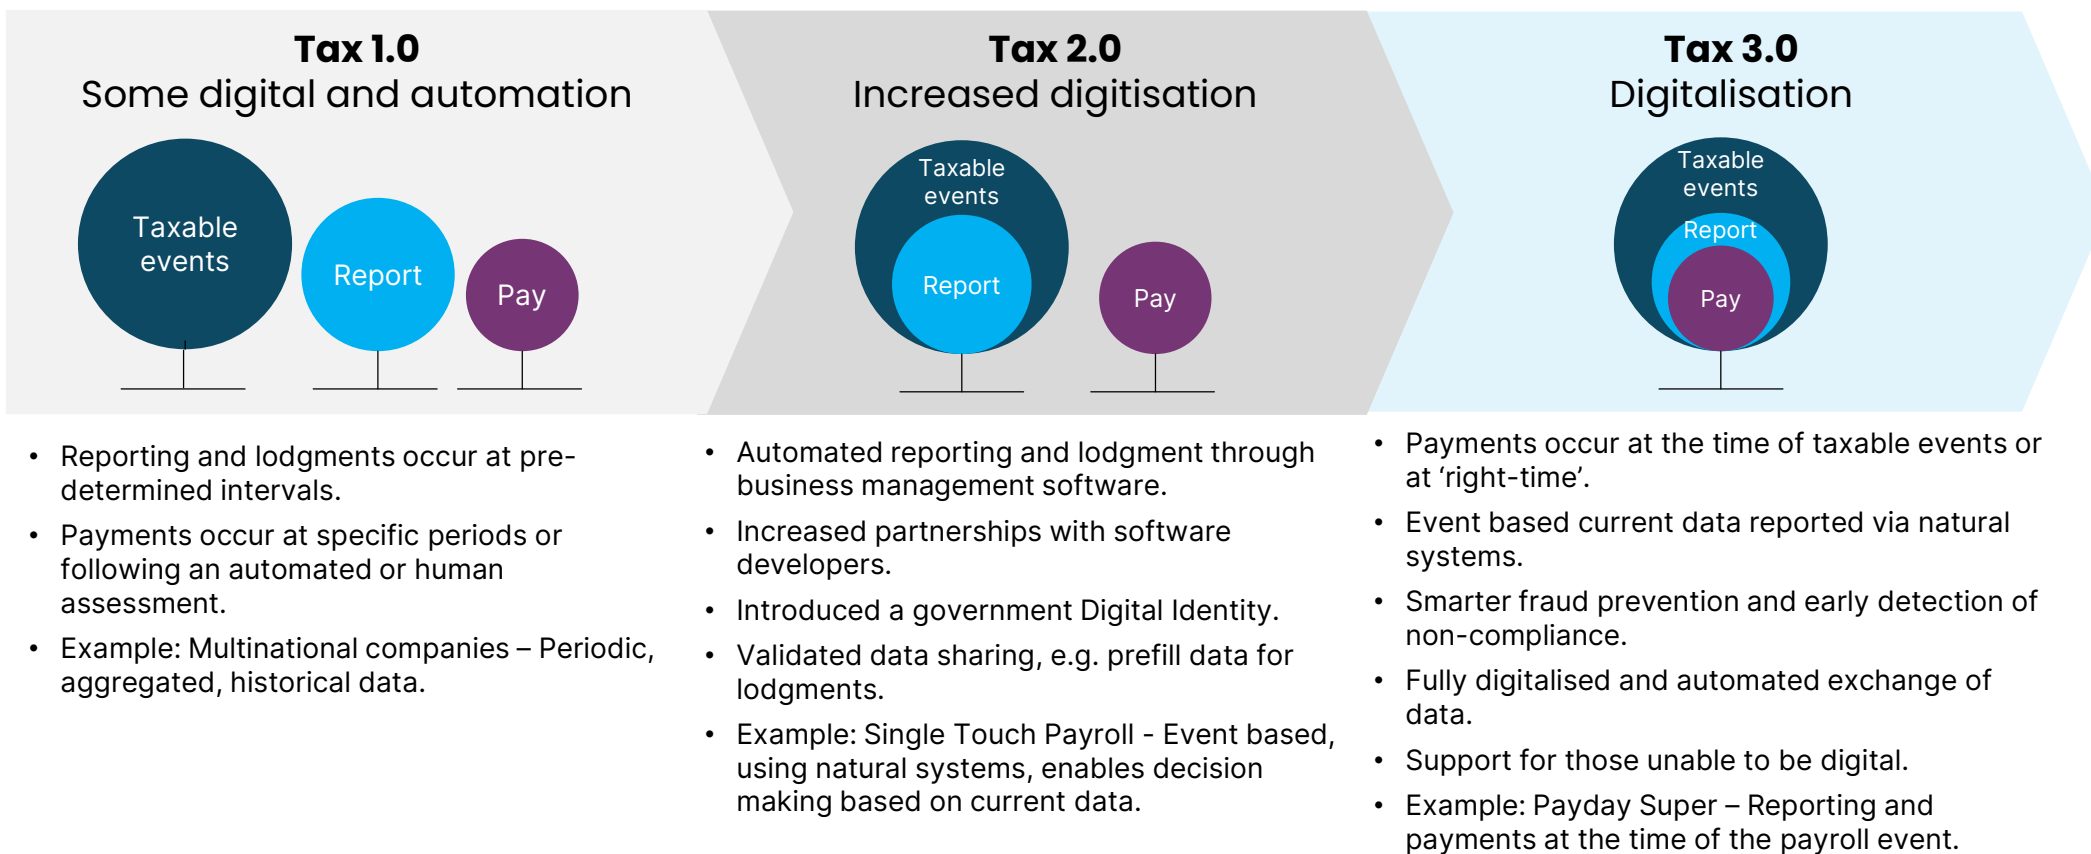 Tax 1.0
Some digital and automation
Taxable
events
Report
Pay
• Reporting and lodgments occur at pre-
determined intervals.
• Payments occur at specific periods or
following an automated or human
assessment.
• Example: Multinational companies – Periodic,
aggregated, historical data.
Tax 2.0
Increased digitisation
Taxable
events
Report
Pay
• Automated reporting and lodgment through
business management software.
• Increased partnerships with software
developers.
• Introduced a government Digital Identity.
• Validated data sharing, e.g. prefill data for
lodgments.
• Example: Single Touch Payroll - Event based,
using natural systems, enables decision
making based on current data.
Tax 3.0
Digitalisation
Taxable
events
Report
Pay
• Payments occur at the time of taxable events or
at ‘right-time’.
• Event based current data reported via natural
systems.
• Smarter fraud prevention and early detection of
non-compliance.
• Fully digitalised and automated exchange of
data.
• Support for those unable to be digital.
• Example: Payday Super – Reporting and
payments at the time of the payroll event.